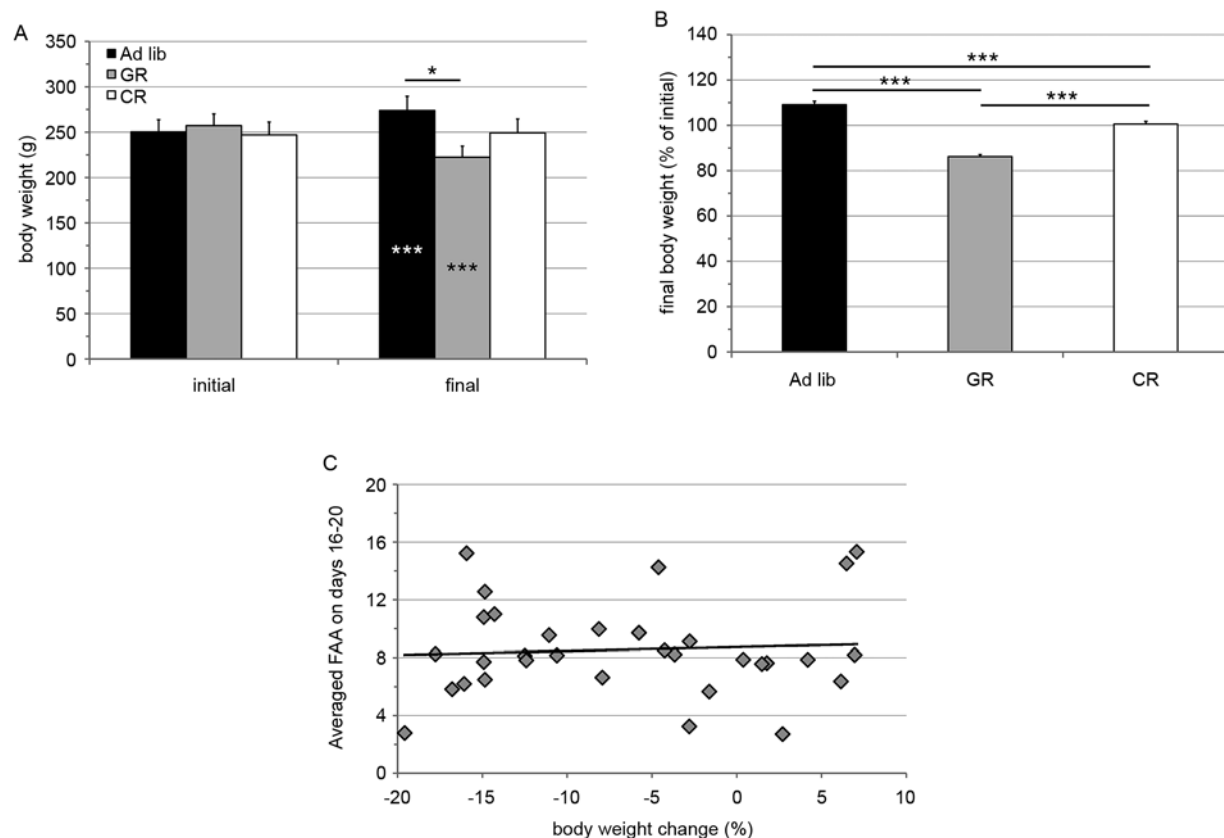 A
350
300
250
200
150
100
50
0
body weight (g)
Ad lib
GR
CR
*
***
***
initial
final
B
140
120
100
80
60
40
20
0
final body weight (% of initial)
***
***
***
Ad lib
GR
CR
C
20
16
12
8
4
0
Averaged FAA on days 16-20
-20
-15
-10
-5
0
5
10
body weight change (%)